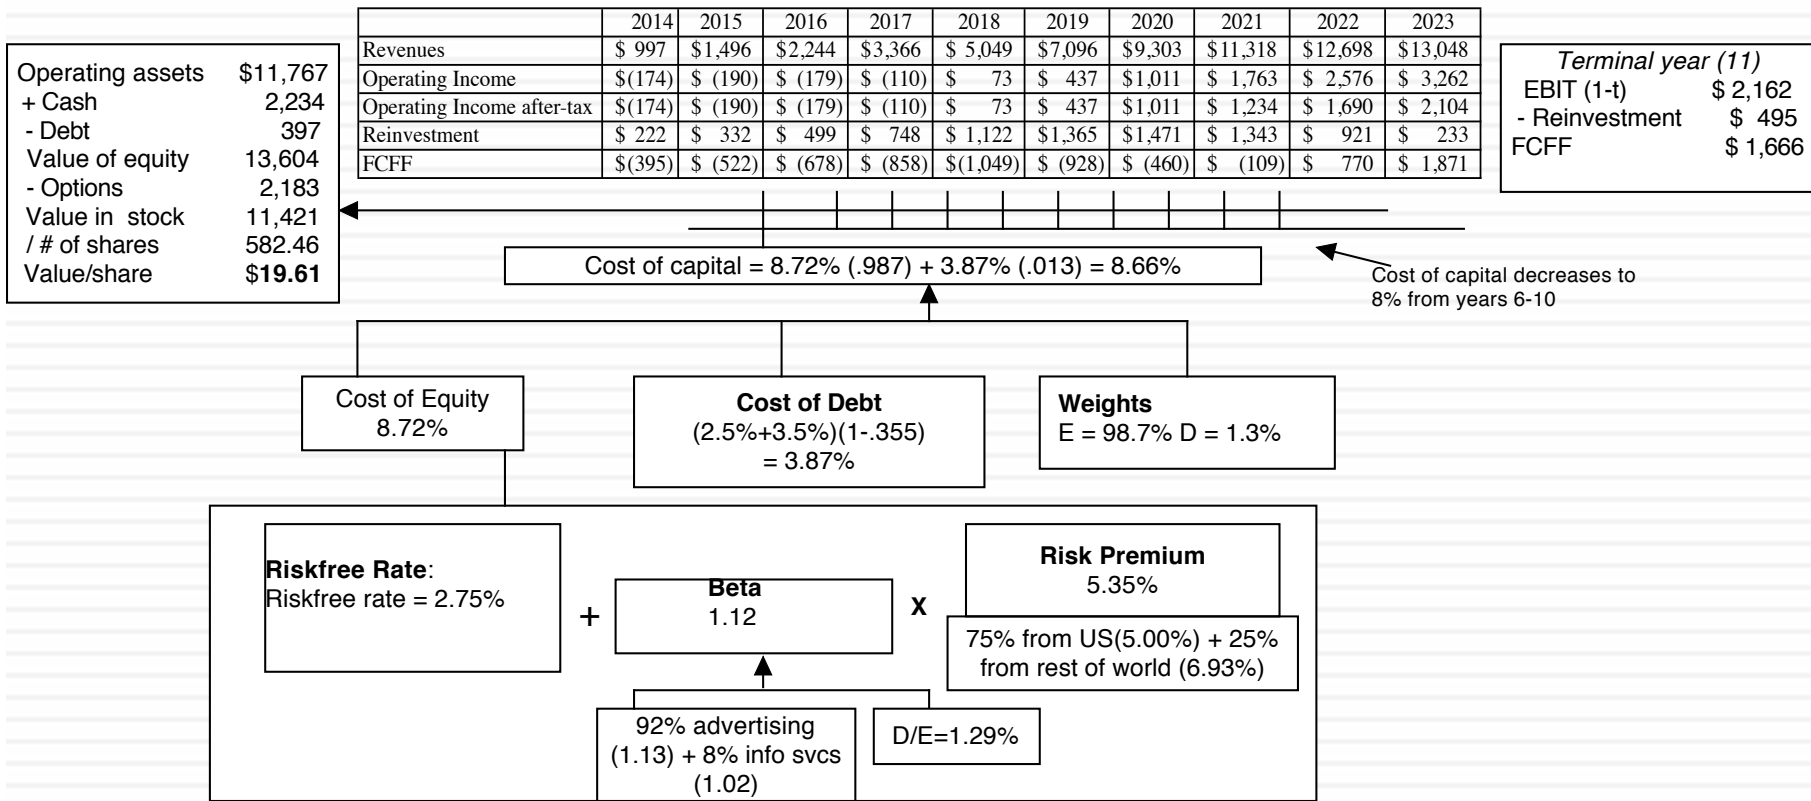 2014 2015 2016 2017 2018 2019 2020 2021 2022 2023
Revenues $ 997 $1,496 $2,244 $3,366 $ 5,049 $7,096 $9,303 $11,318 $12,698 $13,048
Operating Income $(174) $ (190) $ (179) $ (110) $ 73 $ 437 $1,011 $ 1,763 $ 2,576 $ 3,262
Operating Income after-tax $(174) $ (190) $ (179) $ (110) $ 73 $ 437 $1,011 $ 1,234 $ 1,690 $ 2,104
Reinvestment $ 222 $ 332 $ 499 $ 748 $ 1,122 $1,365 $1,471 $ 1,343 $ 921 $ 233
FCFF $(395) $ (522) $ (678) $ (858) $(1,049) $ (928) $ (460) $ (109) $ 770 $ 1,871
Operating assets $11,767
+ Cash 2,234
- Debt 397
Value of equity 13,604
- Options 2,183
Value in stock 11,421
/ # of shares 582.46
Value/share $19.61
Terminal year (11)
EBIT (1-t) $ 2,162
- Reinvestment $ 495
FCFF $ 1,666
Cost of capital = 8.72% (.987) + 3.87% (.013) = 8.66%
Cost of capital decreases to
8% from years 6-10
Cost of Equity
8.72%
Cost of Debt
(2.5%+3.5%)(1-.355)
= 3.87%
Weights
E = 98.7% D = 1.3%
Riskfree Rate:
Riskfree rate = 2.75%
+
Beta
1.12
X
Risk Premium
5.35%
75% from US(5.00%) + 25%
from rest of world (6.93%)
92% advertising
(1.13) + 8% info svcs
(1.02)
D/E=1.29%